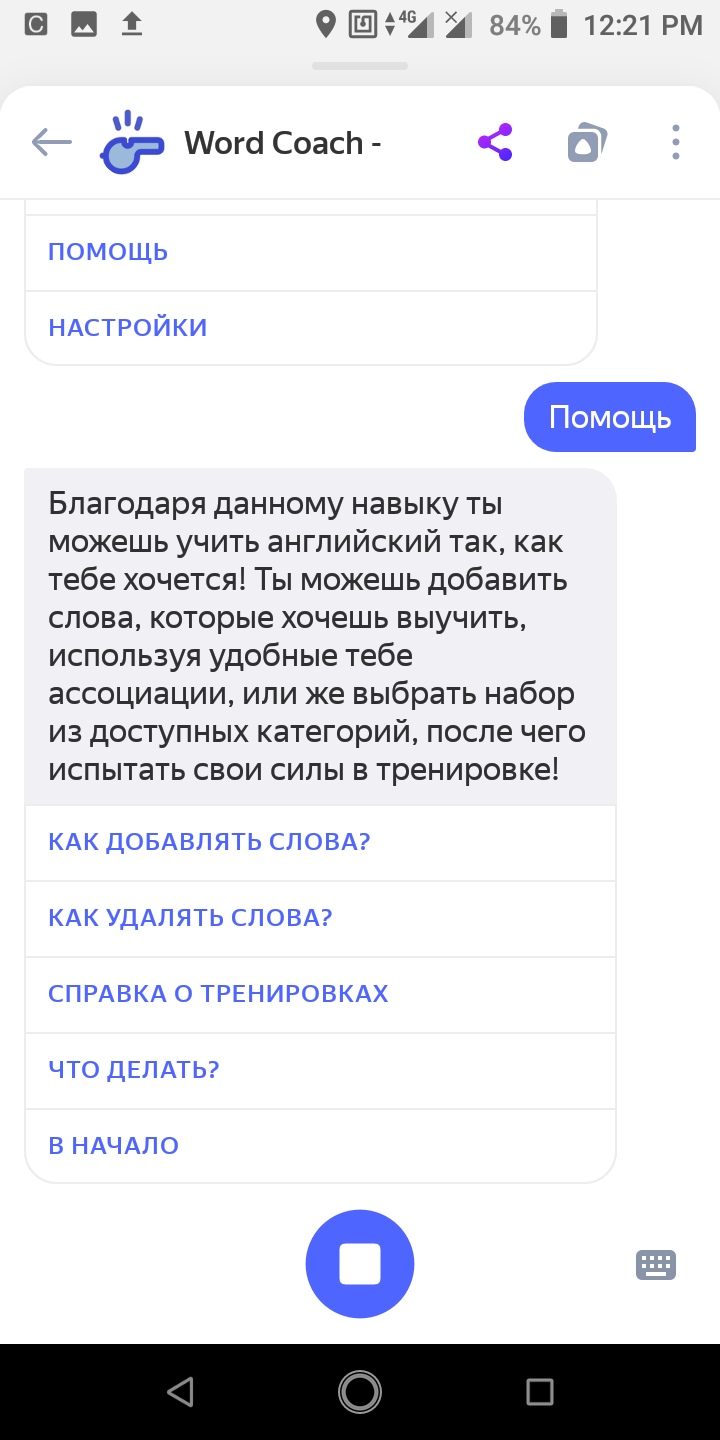 4G 84% 12:21 PM
Word Coach -
ПОМОЩЬ
НАСТРОЙКИ
Помощь
Благодаря данному навыку ты
можешь учить английский так, как
тебе хочется! Ты можешь добавить
слова, которые хочешь выучить,
используя удобные тебе
ассоциации, или же выбрать набор
из доступных категорий, после чего
испытать свои силы в тренировке!
КАК ДОБАВЛЯТЬ СЛОВА?
КАК УДАЛЯТЬ СЛОВА?
СПРАВКА О ТРЕНИРОВКАХ
ЧТО ДЕЛАТЬ?
В НАЧАЛО